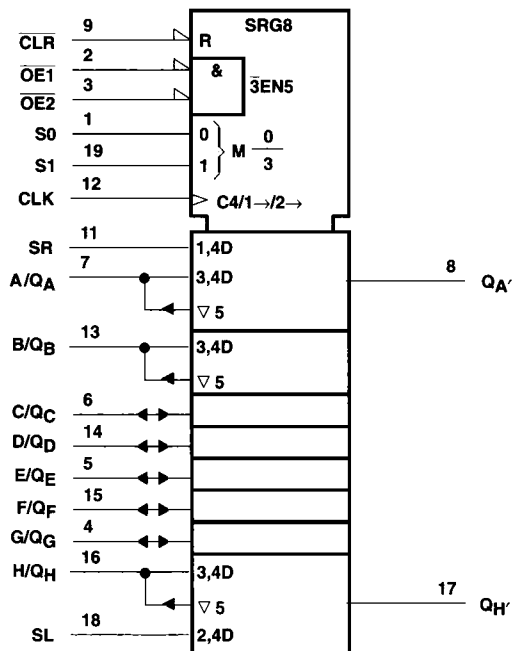 SRG8
CLR 9 R
OE1 2 &
3EN5
OE2 3
S0 1 0
M 0/3
S1 19 1
CLK 12 C4/1→/2→
SR 11 1,4D
A/QA 7 3,4D 8 QA′
▽ 5
B/QB 13 3,4D
▽ 5
C/QC 6
D/QD 14
E/QE 5
F/QF 15
G/QG 4
H/QH 16 3,4D
▽ 5 17 QH′
SL 18 2,4D